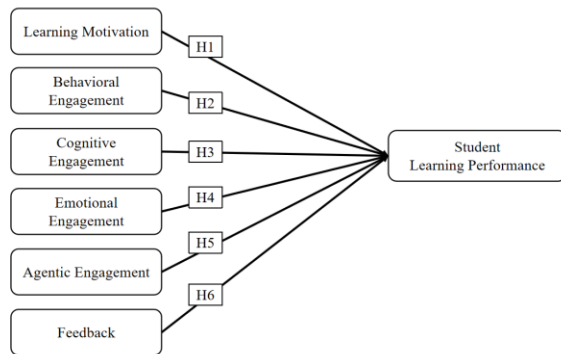 Learning Motivation
H1
Behavioral
Engagement
H2
Cognitive
Engagement
H3
Student
Learning Performance
Emotional
Engagement
H4
Agentic Engagement
H5
Feedback
H6